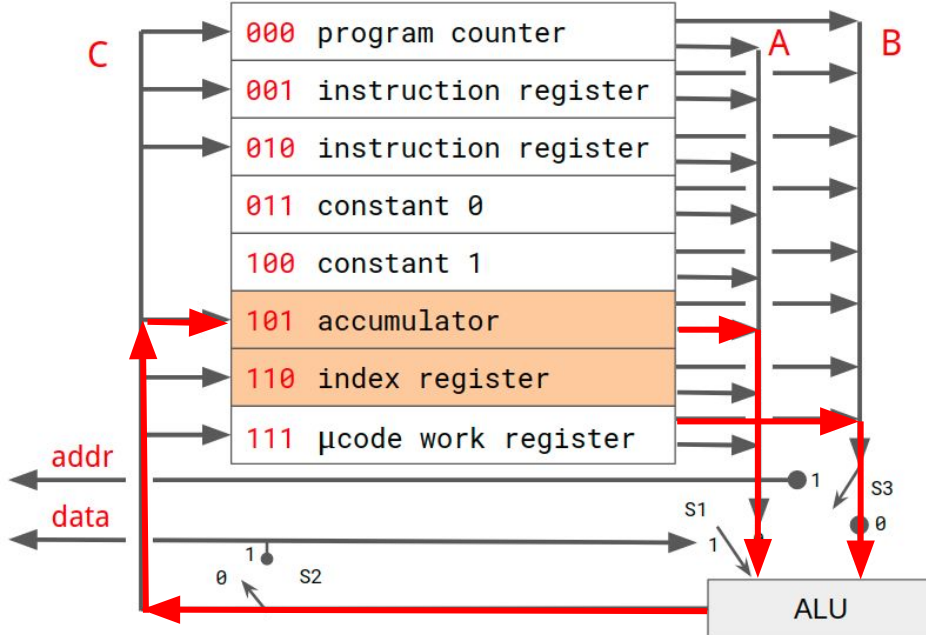 C
A
B
000 program counter
001 instruction register
010 instruction register
011 constant 0
100 constant 1
101 accumulator
110 index register
111 μcode work register
addr
1
S3
data
S1
0
1
1
0
S2
ALU